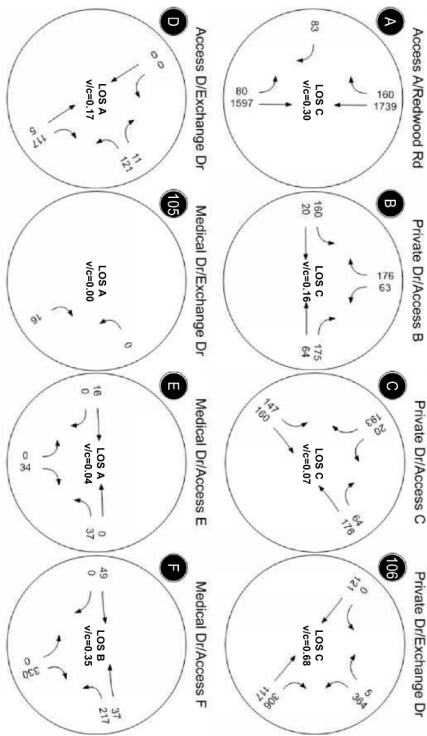 A
Access A/Redwood Rd
83
LOS C
v/c=0.30
160
1739
80
1597
B
Private Dr/Access B
160
20
LOS C
v/c=0.16
176
63
175
64
C
Private Dr/Access C
147
160
LOS C
v/c=0.07
193
20
64
176
106
Private Dr/Exchange Dr
0
121
LOS C
v/c=0.68
5
364
306
117
D
Access D/Exchange Dr
0
0
LOS A
v/c=0.17
117
5
11
121
105
Medical Dr/Exchange Dr
LOS A
v/c=0.00
16
0
E
Medical Dr/Access E
16
0
LOS A
v/c=0.04
0
34
0
37
F
Medical Dr/Access F
49
0
LOS B
v/c=0.35
0
330
37
217